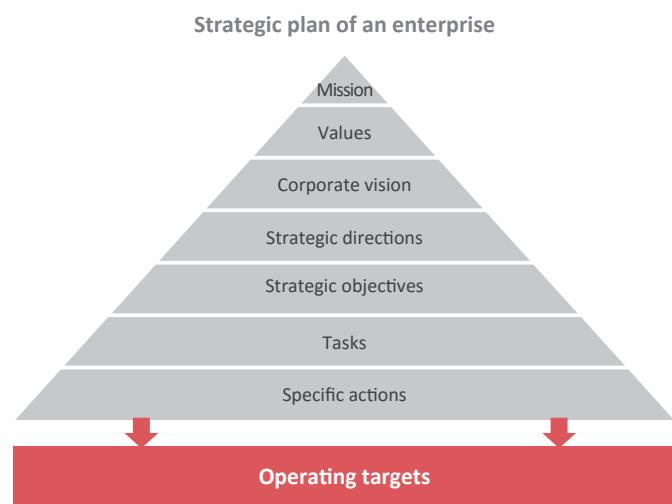 Strategic plan of an enterprise
Mission
Values
Corporate vision
Strategic directions
Strategic objectives
Tasks
Specific actions
Operating targets